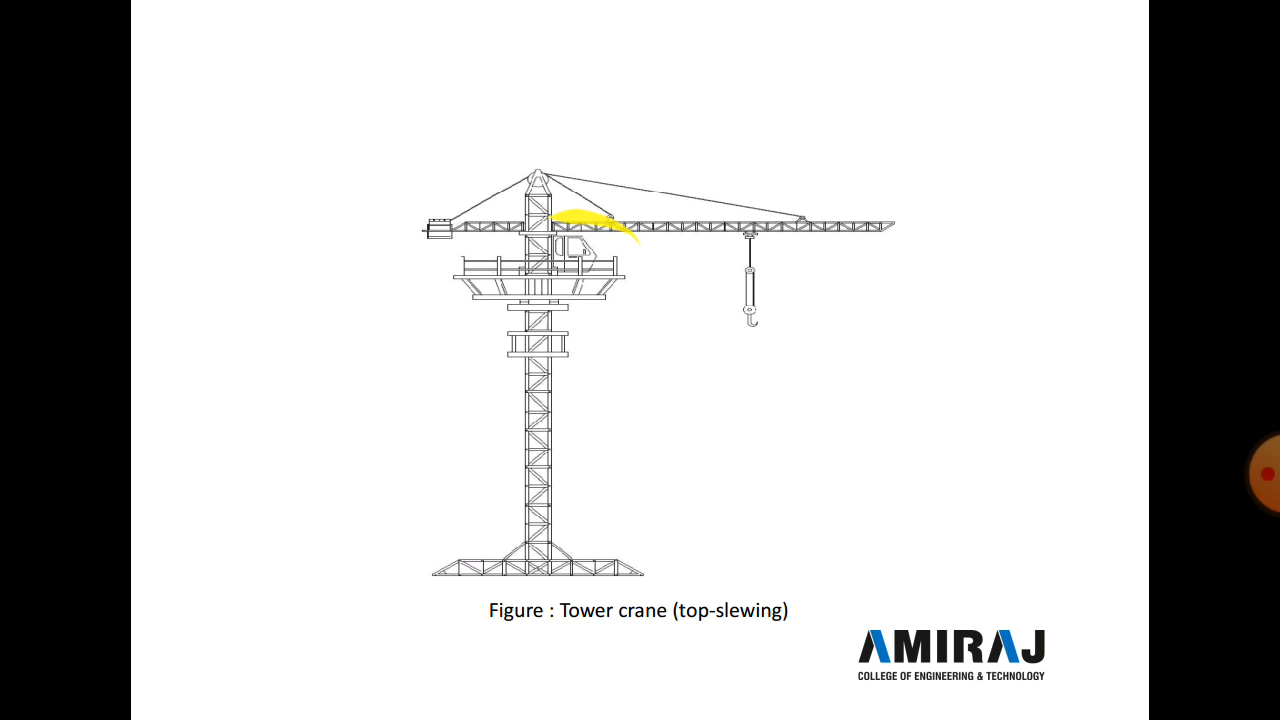 Figure : Tower crane (top-slewing)
AMIRAJ
COLLEGE OF ENGINEERING & TECHNOLOGY